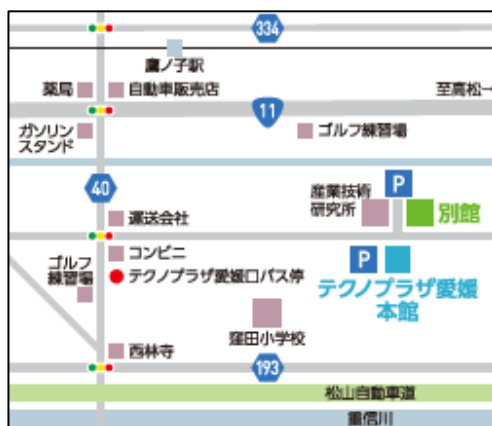 334
鷹ノ子駅
薬局
自動車販売店
至高松→
11
ガソリン
スタンド
ゴルフ練習場
40
P
産業技術
研究所
別館
運送会社
コンビニ
P
ゴルフ
練習場
テクノプラザ愛媛口バス停
テクノプラザ愛媛
本館
窪田小学校
西林寺
193
松山自動車道
重信川